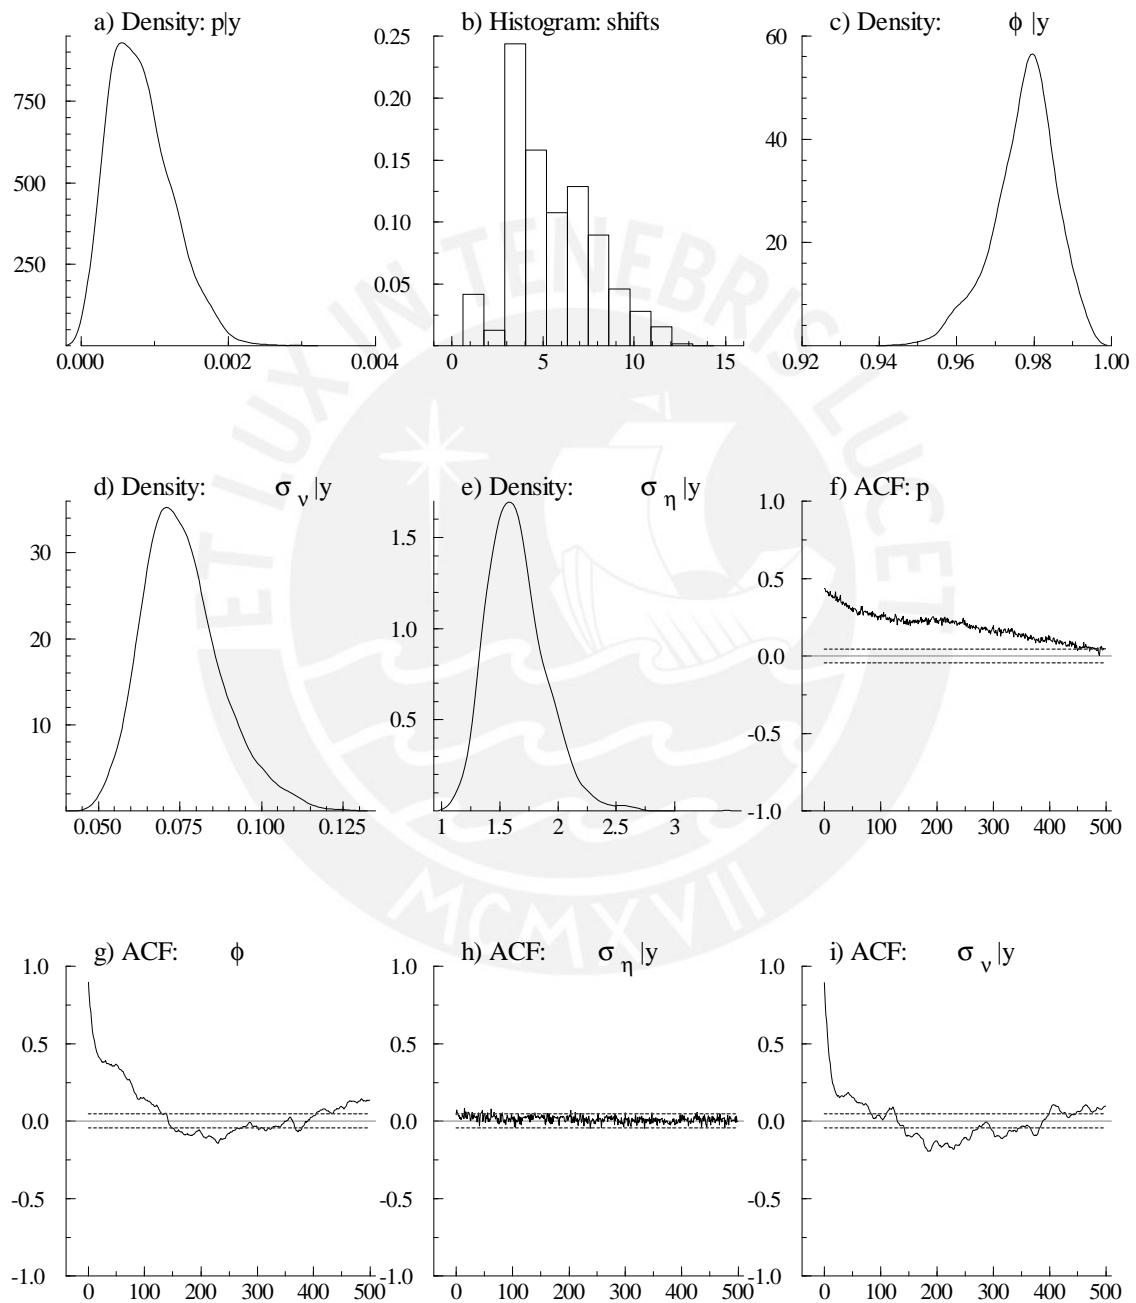 a) Density: p|y
750
500
250
0.000 0.002 0.004
b) Histogram: shifts
0.25
0.20
0.15
0.10
0.05
0 5 10 15
c) Density: ϕ |y
60
40
20
0.92 0.94 0.96 0.98 1.00
d) Density: σ ν |y
30
20
10
0.050 0.075 0.100 0.125
e) Density: σ η |y
1.5
1.0
0.5
1 1.5 2 2.5 3
f) ACF: p
1.0
0.5
0.0
-0.5
-1.0
0 100 200 300 400 500
g) ACF: ϕ
1.0
0.5
0.0
-0.5
-1.0
0 100 200 300 400 500
h) ACF: σ η |y
1.0
0.5
0.0
-0.5
-1.0
0 100 200 300 400 500
i) ACF: σ ν |y
1.0
0.5
0.0
-0.5
-1.0
0 100 200 300 400 500
ET LUX IN TENEBRIS LUCET
MCMXVII